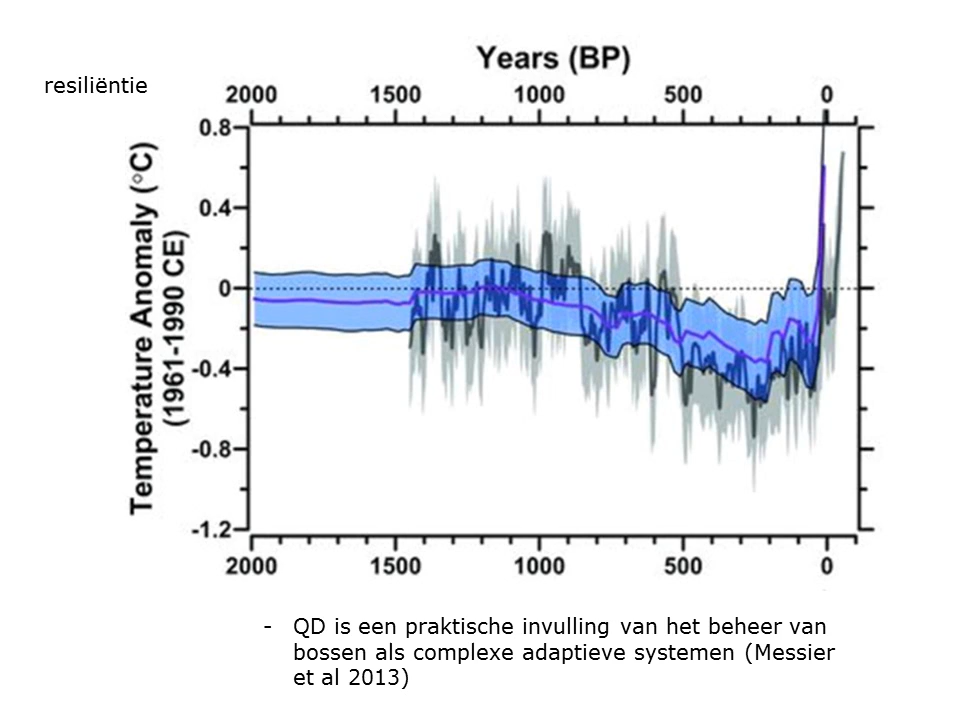 Years (BP)
resiliëntie
2000 1500 1000 500 0
0.8
0.4
0
-0.4
-0.8
-1.2
Temperature Anomaly (°C)
(1961-1990 CE)
2000 1500 1000 500 0
- QD is een praktische invulling van het beheer van
bossen als complexe adaptieve systemen (Messier
et al 2013)